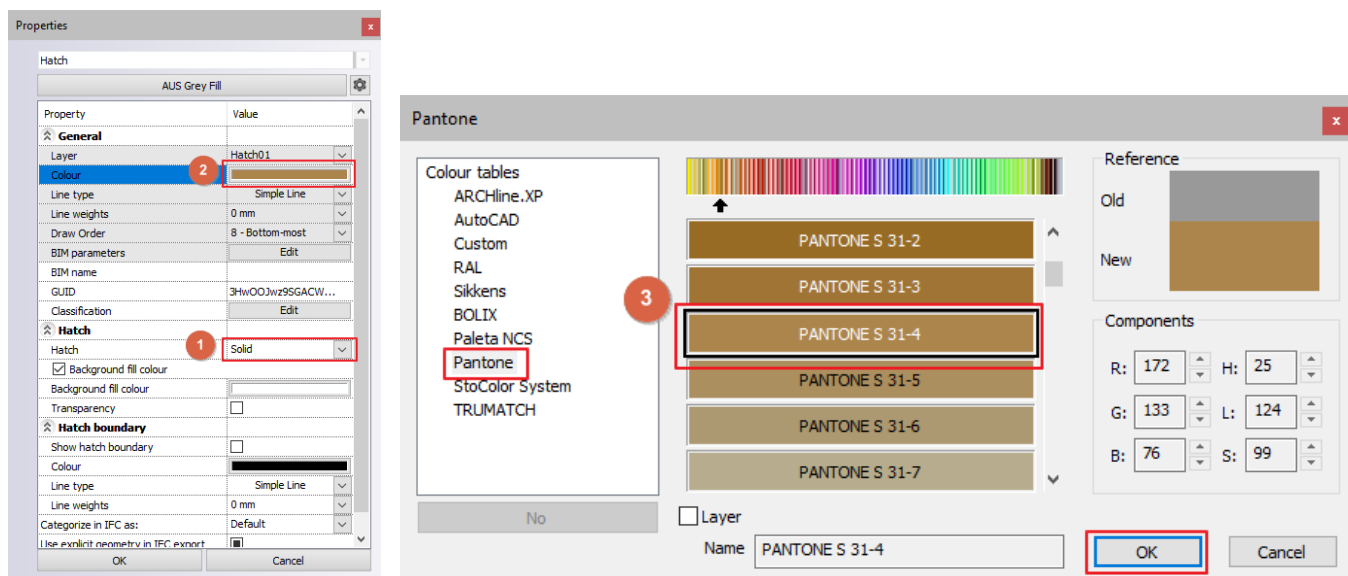 Properties
x
Hatch
AUS Grey Fill
Property Value
General
Layer Hatch01
Colour 2
Line type Simple Line
Line weights 0 mm
Draw Order 8 - Bottom-most
BIM parameters Edit
BIM name
GUID 3HwOOJwz9SGACW...
Classification Edit
Hatch
Hatch 1 Solid
Background fill colour
Background fill colour
Transparency
Hatch boundary
Show hatch boundary
Colour
Line type Simple Line
Line weights 0 mm
Categorize in IFC as: Default
Use explicit geometry in IFC export
OK Cancel
Pantone
x
Colour tables
ARCHline.XP
AutoCAD
Custom
RAL
Sikkens
BOLIX
Paleta NCS
Pantone
StoColor System
TRUMATCH
No
PANTONE S 31-2
PANTONE S 31-3
3
PANTONE S 31-4
PANTONE S 31-5
PANTONE S 31-6
PANTONE S 31-7
Layer
Name PANTONE S 31-4
Reference
Old
New
Components
R: 172 H: 25
G: 133 L: 124
B: 76 S: 99
OK Cancel